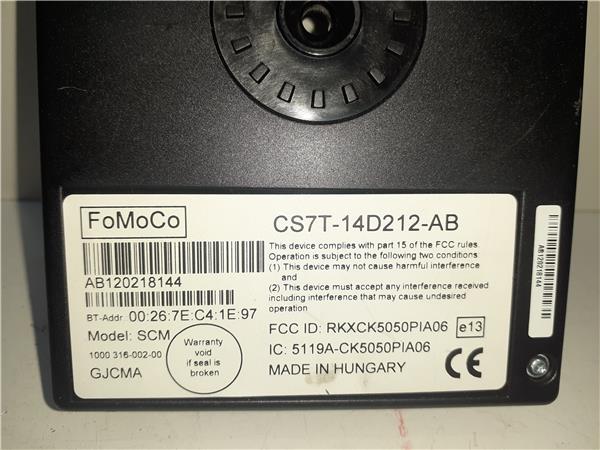 FoMoCo
CS7T-14D212-AB
AB120218144
This device complies with part 15 of the FCC rules.
Operation is subject to the following two conditions
(1) This device may not cause harmful interference
and
(2) This device must accept any interference received
including interference that may cause undesired
operation
BT-Addr 00:26:7E:C4:1E:97
Model: SCM
1000 316-002-00
GJCMA
Warranty
void
if seal is
broken
FCC ID: RKXCK5050PIA06
e13
IC: 5119A-CK5050PIA06
MADE IN HUNGARY
CE
AB120218144